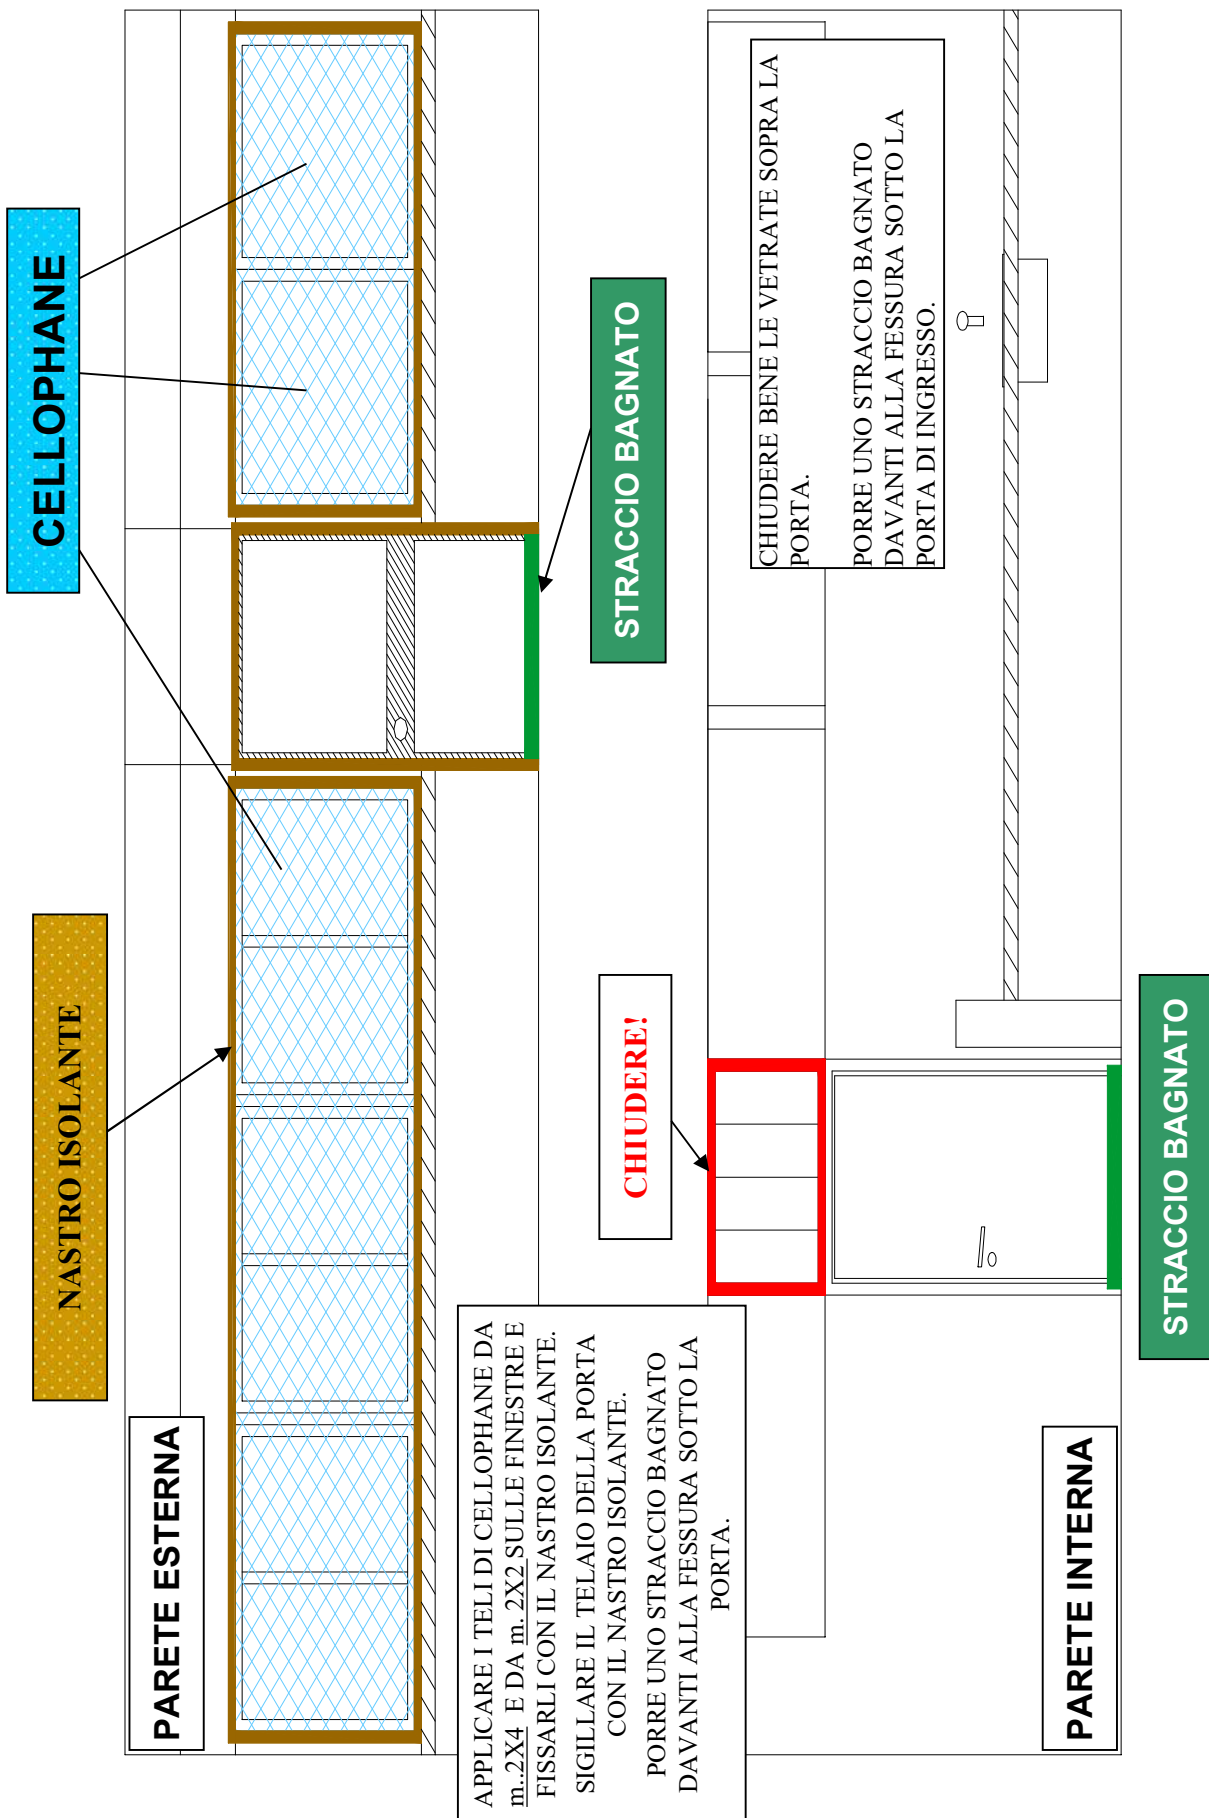 PARETE ESTERNA
NASTRO ISOLANTE
CELLOPHANE
STRACCIO BAGNATO
APPLICARE I TELI DI CELLOPHANE DA
m..2X4 E DA m. 2X2 SULLE FINESTRE E
FISSARLI CON IL NASTRO ISOLANTE.
SIGILLARE IL TELAIO DELLA PORTA
CON IL NASTRO ISOLANTE.
PORRE UNO STRACCIO BAGNATO
DAVANTI ALLA FESSURA SOTTO LA
PORTA.
CHIUDERE!
CHIUDERE BENE LE VETRATE SOPRA LA
PORTA.
PORRE UNO STRACCIO BAGNATO
DAVANTI ALLA FESSURA SOTTO LA
PORTA DI INGRESSO.
PARETE INTERNA
STRACCIO BAGNATO